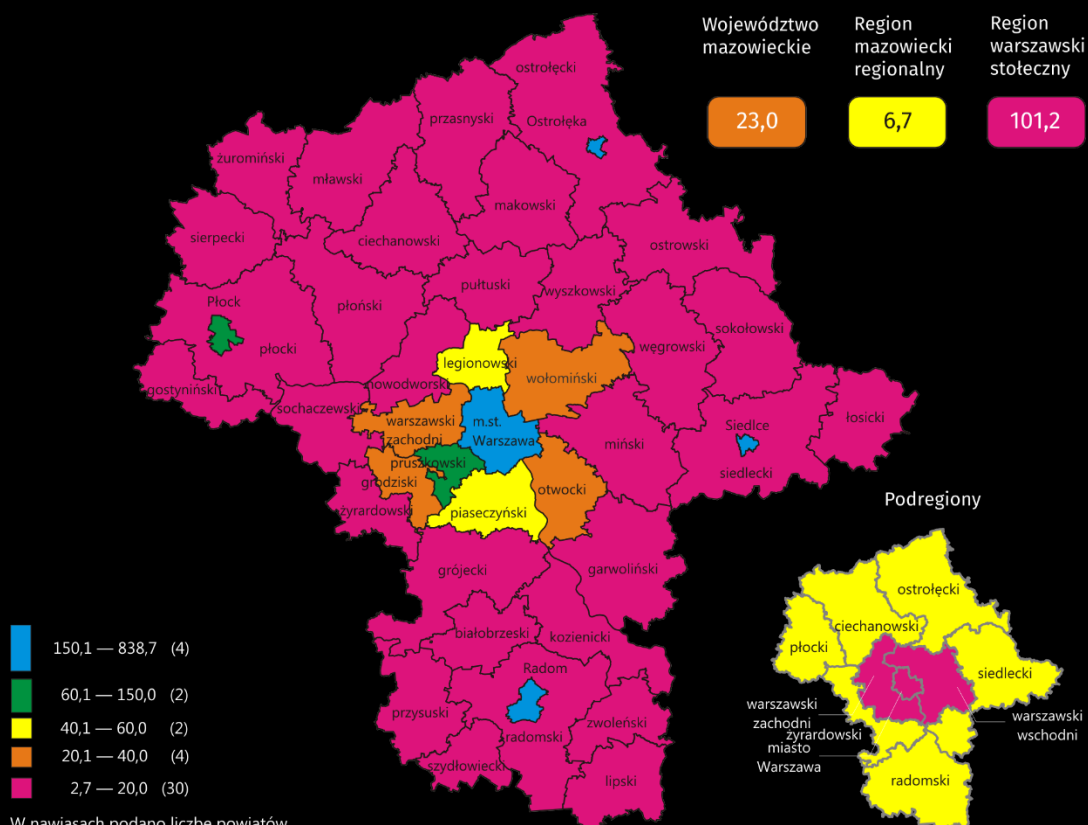 Województwo
mazowieckie
Region
mazowiecki
regionalny
Region
warszawski
stołeczny
23,0
6,7
101,2
ostrołęcki
przasnyski
Ostrołęka
żuromiński
mławski
makowski
sierpecki
ciechanowski
ostrowski
pułtuski
wyszkowski
Płock
płoński
sokołowski
płocki
węgrowski
legionowski
wołomiński
gostyniński
nowodworski
sochaczewski
łosicki
warszawski
zachodni
m.st.
Warszawa
Siedlce
miński
pruszkowski
siedlecki
grodziski
otwocki
żyrardowski
piaseczyński
grójecki
garwoliński
białobrzeski
kozienicki
Radom
przysuski
zwoleński
radomski
szydłowiecki
lipski
Podregiony
ostrołęcki
ciechanowski
płocki
siedlecki
warszawski
zachodni
żyrardowski
miasto
Warszawa
warszawski
wschodni
radomski
150,1 — 838,7 (4)
60,1 — 150,0 (2)
40,1 — 60,0 (2)
20,1 — 40,0 (4)
2,7 — 20,0 (30)
W nawiasach podano liczbę powiatów